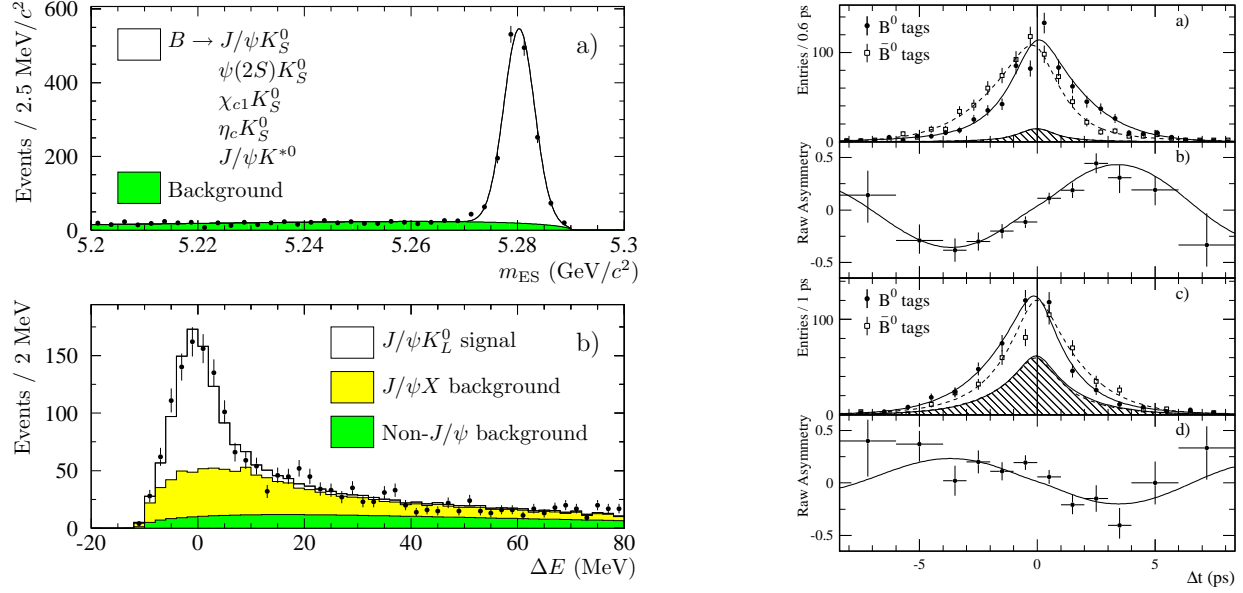 Events / 2.5 MeV/c²
600
400
200
0
B → J/ψK⁰_S
ψ(2S)K⁰_S
χ_c1K⁰_S
η_cK⁰_S
J/ψK*⁰
Background
a)
5.2 5.22 5.24 5.26 5.28 5.3
m_ES (GeV/c²)
Events / 2 MeV
150
100
50
0
J/ψK⁰_L signal
J/ψX background
Non-J/ψ background
b)
-20 0 20 40 60 80
ΔE (MeV)
Entries / 0.6 ps
100
0
B⁰ tags
B̄⁰ tags
a)
Raw Asymmetry
0.5
0
-0.5
b)
Entries / 1 ps
100
0
B⁰ tags
B̄⁰ tags
c)
Raw Asymmetry
0.5
0
-0.5
d)
-5 0 5
Δt (ps)